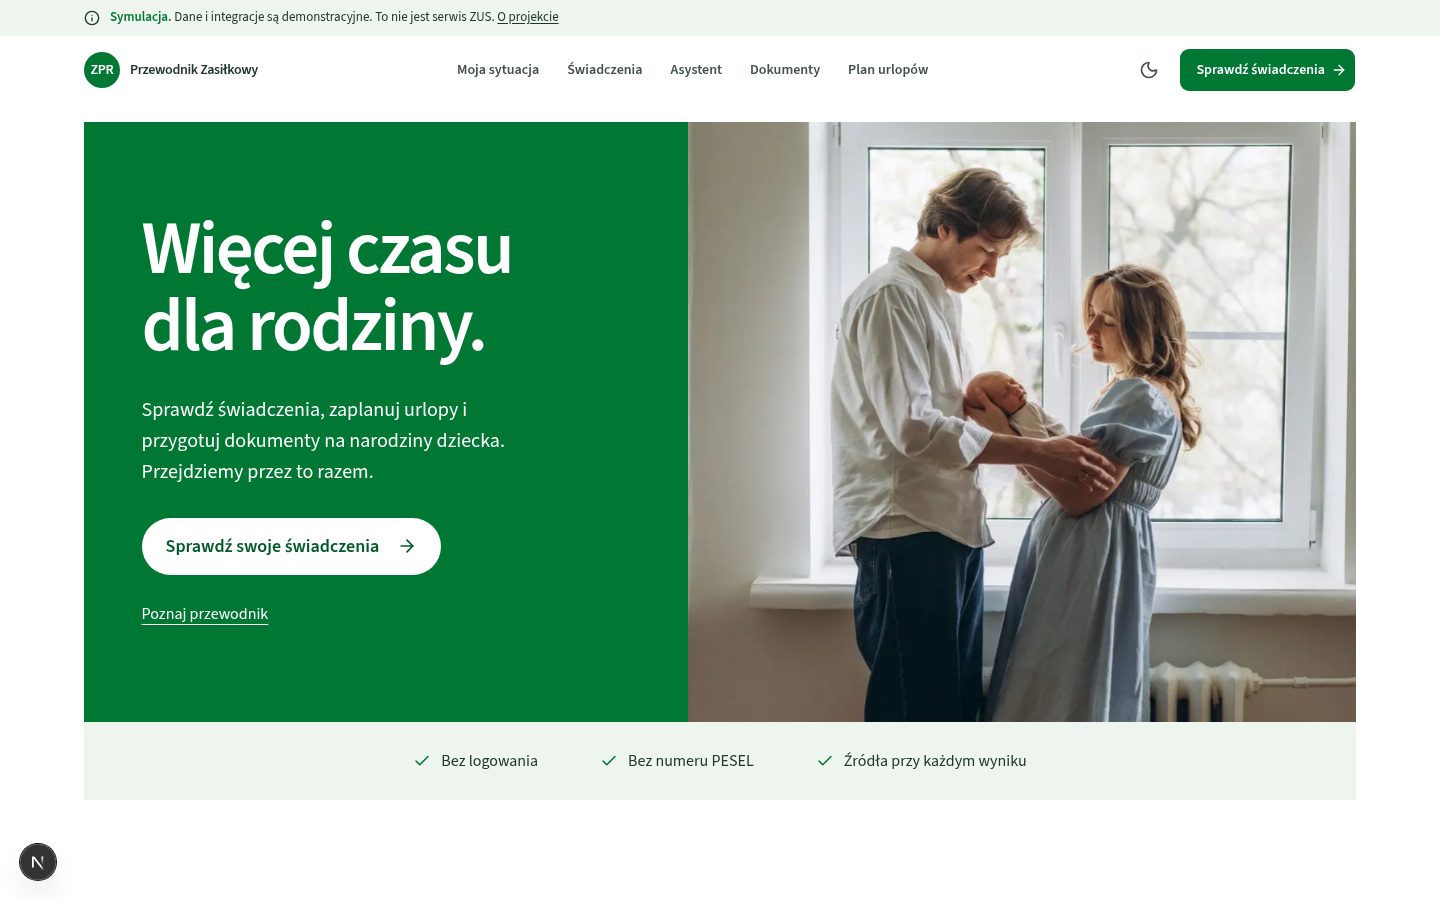 Symulacja. Dane i integracje są demonstracyjne. To nie jest serwis ZUS. O projekcie
ZPR Przewodnik Zasiłkowy Moja sytuacja Świadczenia Asystent Dokumenty Plan urlopów Sprawdź świadczenia
Więcej czasu
dla rodziny.
Sprawdź świadczenia, zaplanuj urlopy i
przygotuj dokumenty na narodziny dziecka.
Przejdziemy przez to razem.
Sprawdź swoje świadczenia
Poznaj przewodnik
Bez logowania Bez numeru PESEL Źródła przy każdym wyniku
N